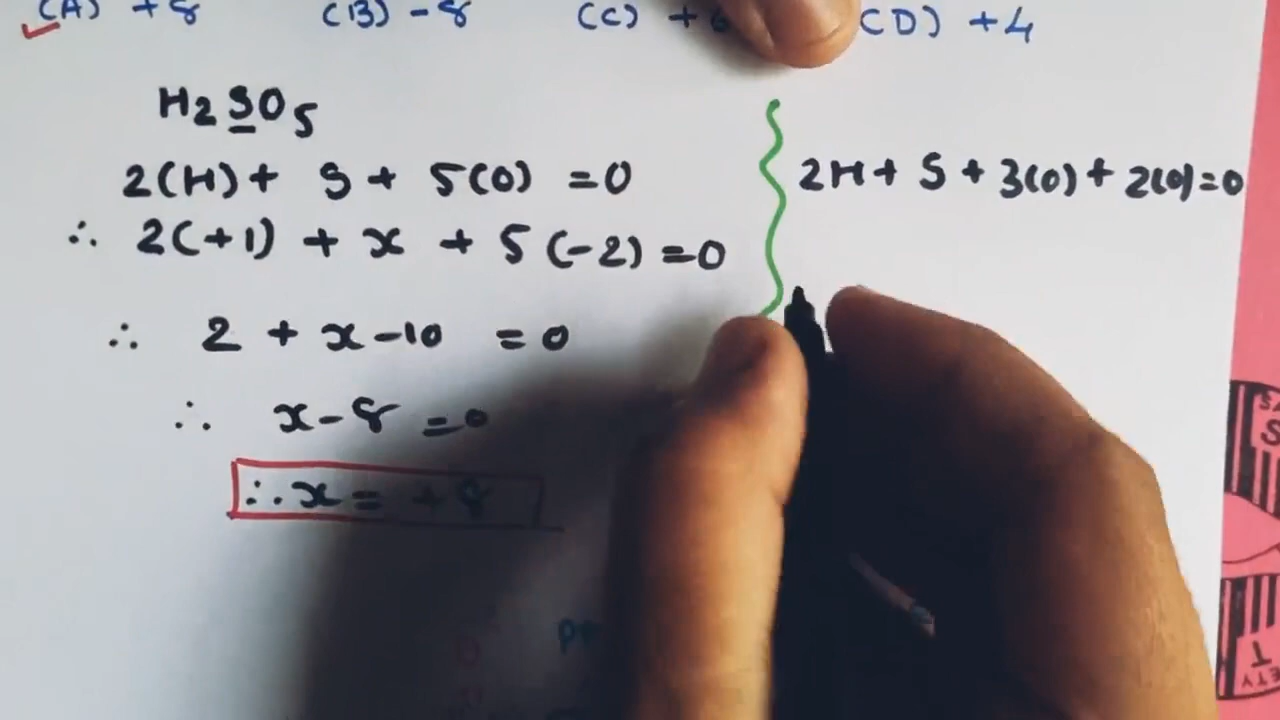 (A) +8 (B) -8 (C) + (D) +4
H2SO5
2(H)+ S+ 5(O) =0
∴ 2(+1) + x + 5(-2)=0
∴ 2 + x-10 =0
∴ x-8 =0
∴x= +8
2H+ S+3(O)+2(O)=0